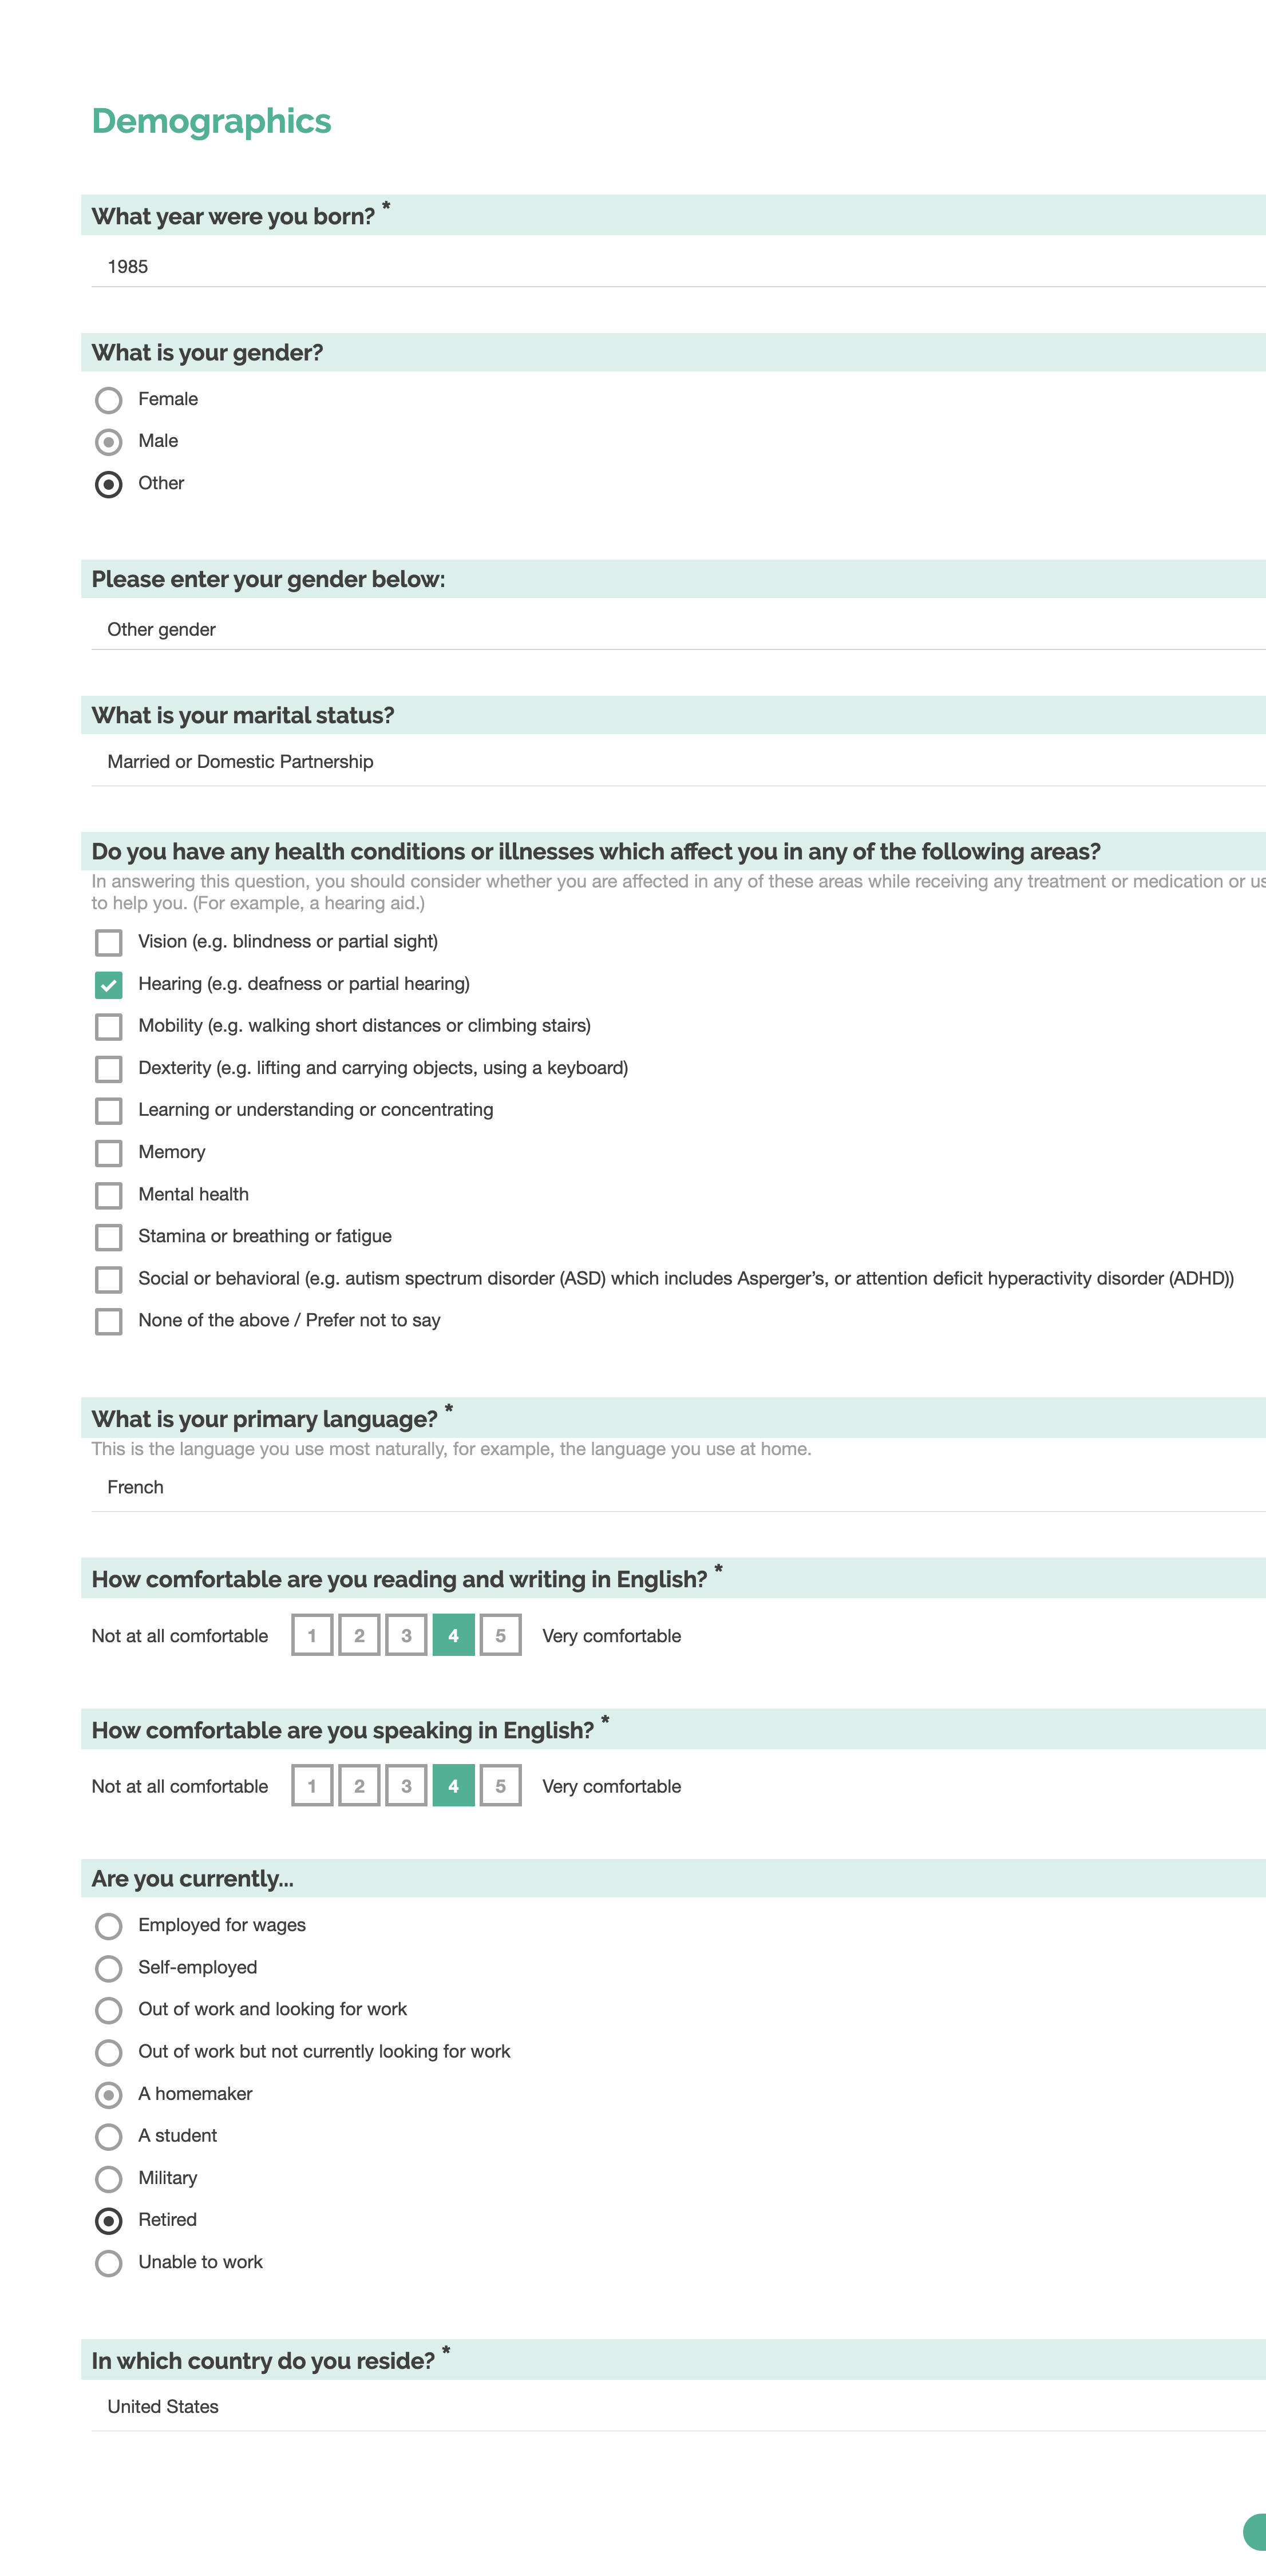 Demographics
What year were you born? *
1985
What is your gender?
Female
Male
Other
Please enter your gender below:
Other gender
What is your marital status?
Married or Domestic Partnership
Do you have any health conditions or illnesses which affect you in any of the following areas?
In answering this question, you should consider whether you are affected in any of these areas while receiving any treatment or medication or
to help you. (For example, a hearing aid.)
Vision (e.g. blindness or partial sight)
Hearing (e.g. deafness or partial hearing)
Mobility (e.g. walking short distances or climbing stairs)
Dexterity (e.g. lifting and carrying objects, using a keyboard)
Learning or understanding or concentrating
Memory
Mental health
Stamina or breathing or fatigue
Social or behavioral (e.g. autism spectrum disorder (ASD) which includes Asperger’s, or attention deficit hyperactivity disorder (ADHD))
None of the above / Prefer not to say
What is your primary language? *
This is the language you use most naturally, for example, the language you use at home.
French
How comfortable are you reading and writing in English? *
Not at all comfortable 1 2 3 4 5 Very comfortable
How comfortable are you speaking in English? *
Not at all comfortable 1 2 3 4 5 Very comfortable
Are you currently...
Employed for wages
Self-employed
Out of work and looking for work
Out of work but not currently looking for work
A homemaker
A student
Military
Retired
Unable to work
In which country do you reside? *
United States